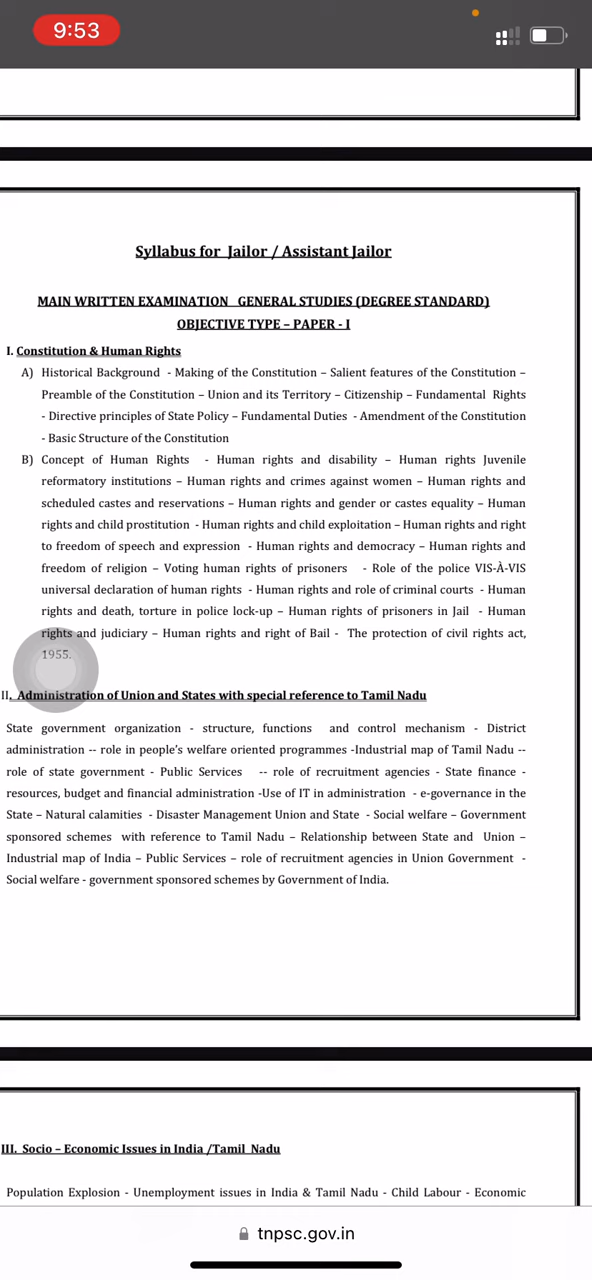 9:53
Syllabus for Jailor / Assistant Jailor
MAIN WRITTEN EXAMINATION GENERAL STUDIES (DEGREE STANDARD)
OBJECTIVE TYPE – PAPER - I
I. Constitution & Human Rights
A) Historical Background - Making of the Constitution – Salient features of the Constitution –
Preamble of the Constitution – Union and its Territory – Citizenship – Fundamental Rights
- Directive principles of State Policy – Fundamental Duties - Amendment of the Constitution
- Basic Structure of the Constitution
B) Concept of Human Rights - Human rights and disability – Human rights Juvenile
reformatory institutions – Human rights and crimes against women – Human rights and
scheduled castes and reservations – Human rights and gender or castes equality – Human
rights and child prostitution - Human rights and child exploitation – Human rights and right
to freedom of speech and expression - Human rights and democracy – Human rights and
freedom of religion – Voting human rights of prisoners - Role of the police VIS-À-VIS
universal declaration of human rights - Human rights and role of criminal courts - Human
rights and death, torture in police lock-up – Human rights of prisoners in Jail - Human
rights and judiciary – Human rights and right of Bail - The protection of civil rights act,
1955.
II. Administration of Union and States with special reference to Tamil Nadu
State government organization - structure, functions and control mechanism - District
administration -- role in people's welfare oriented programmes -Industrial map of Tamil Nadu --
role of state government - Public Services -- role of recruitment agencies - State finance -
resources, budget and financial administration -Use of IT in administration - e-governance in the
State – Natural calamities - Disaster Management Union and State - Social welfare – Government
sponsored schemes with reference to Tamil Nadu – Relationship between State and Union –
Industrial map of India – Public Services – role of recruitment agencies in Union Government -
Social welfare - government sponsored schemes by Government of India.
III. Socio – Economic Issues in India /Tamil Nadu
Population Explosion - Unemployment issues in India & Tamil Nadu - Child Labour - Economic
tnpsc.gov.in